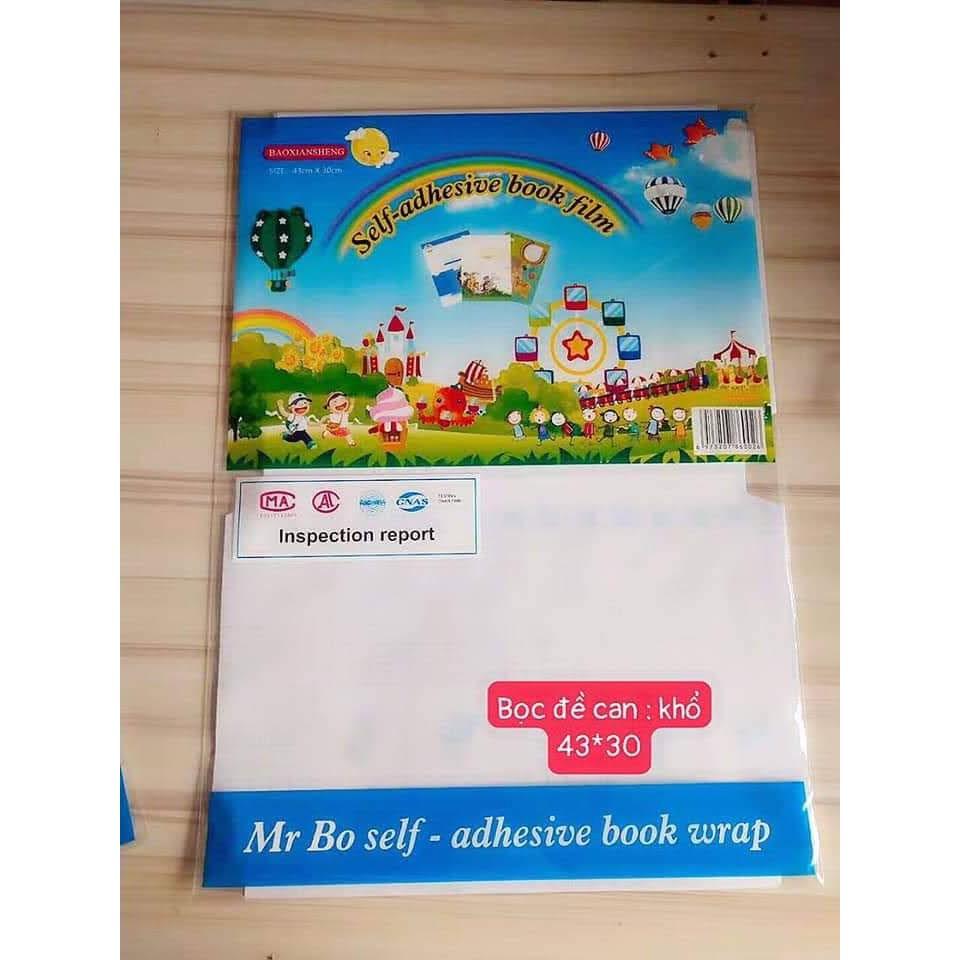 BAOXIANSHENG
SIZE: 43cm X 30cm
Self-adhesive book film
MA
AL
CNAS
Inspection report
Bọc đề can : khổ
43*30
Mr Bo self - adhesive book wrap